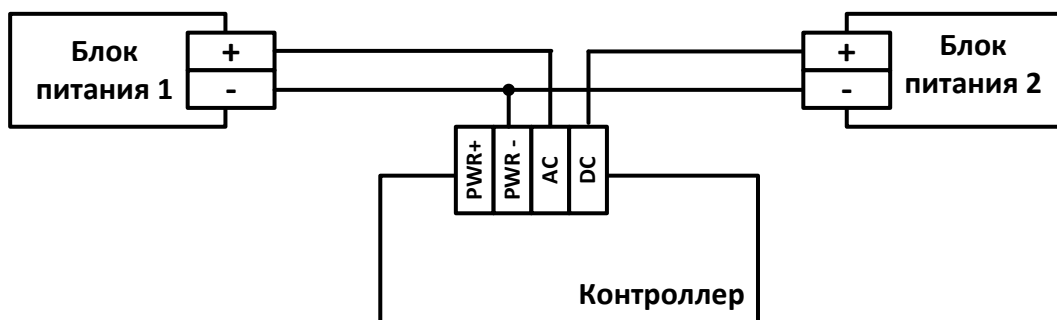 Блок
питания 1
+
-
+
-
Блок
питания 2
PWR+
PWR -
AC
DC
Контроллер